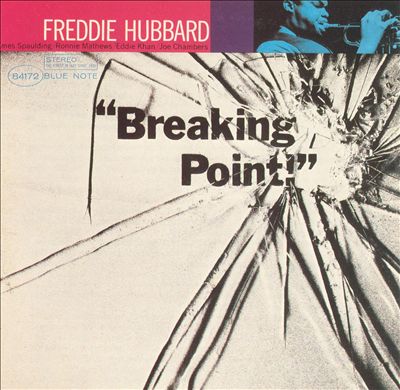 FREDDIE HUBBARD
mes Spaulding, Ronnie Mathews, Eddie Khan, Joe Chambers
STEREO
84172 BLUE NOTE
"Breaking
Point!"